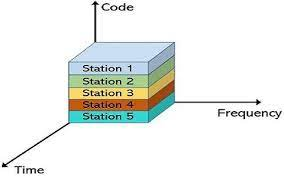 Code
Station 1
Station 2
Station 3
Station 4
Station 5
Frequency
Time